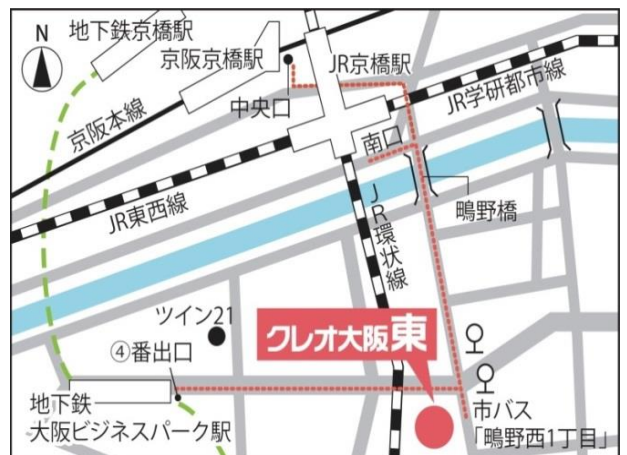 N
地下鉄京橋駅
京阪京橋駅
JR京橋駅
中央口
京阪本線
JR学研都市線
南口
JR東西線
JR環状線
鴫野橋
ツイン21
クレオ大阪東
④番出口
地下鉄
大阪ビジネスパーク駅
市バス
「鴫野西1丁目」